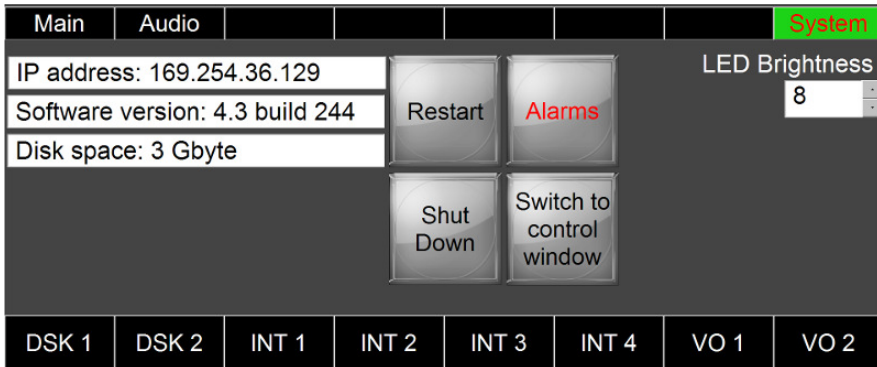 Main Audio System
LED Brightness
IP address: 169.254.36.129
8
Software version: 4.3 build 244
Restart
Alarms
Disk space: 3 Gbyte
Shut
Down
Switch to
control
window
DSK 1 DSK 2 INT 1 INT 2 INT 3 INT 4 VO 1 VO 2